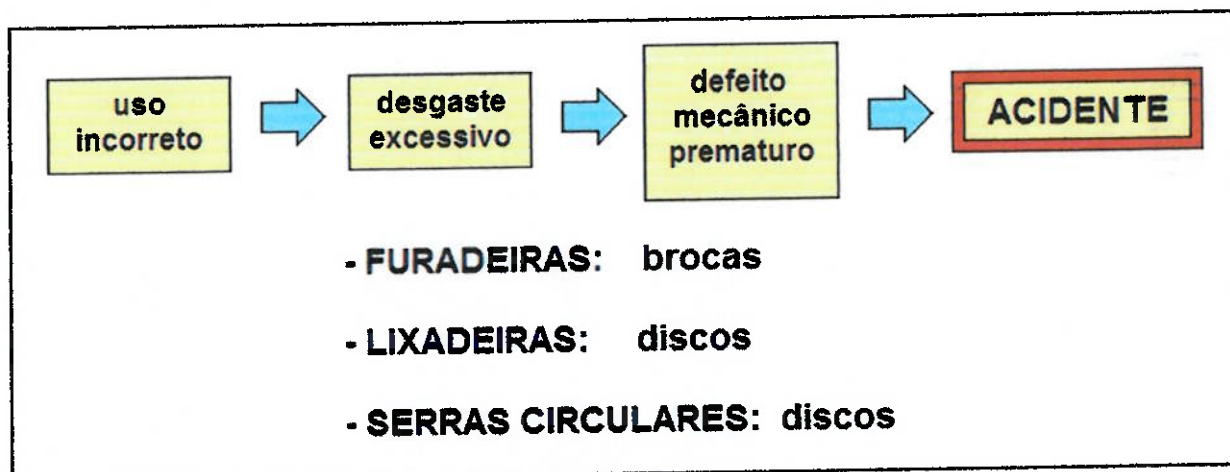 uso
incorreto
desgaste
excessivo
defeito
mecânico
prematuro
ACIDENTE
- FURADEIRAS: brocas
- LIXADEIRAS: discos
- SERRAS CIRCULARES: discos